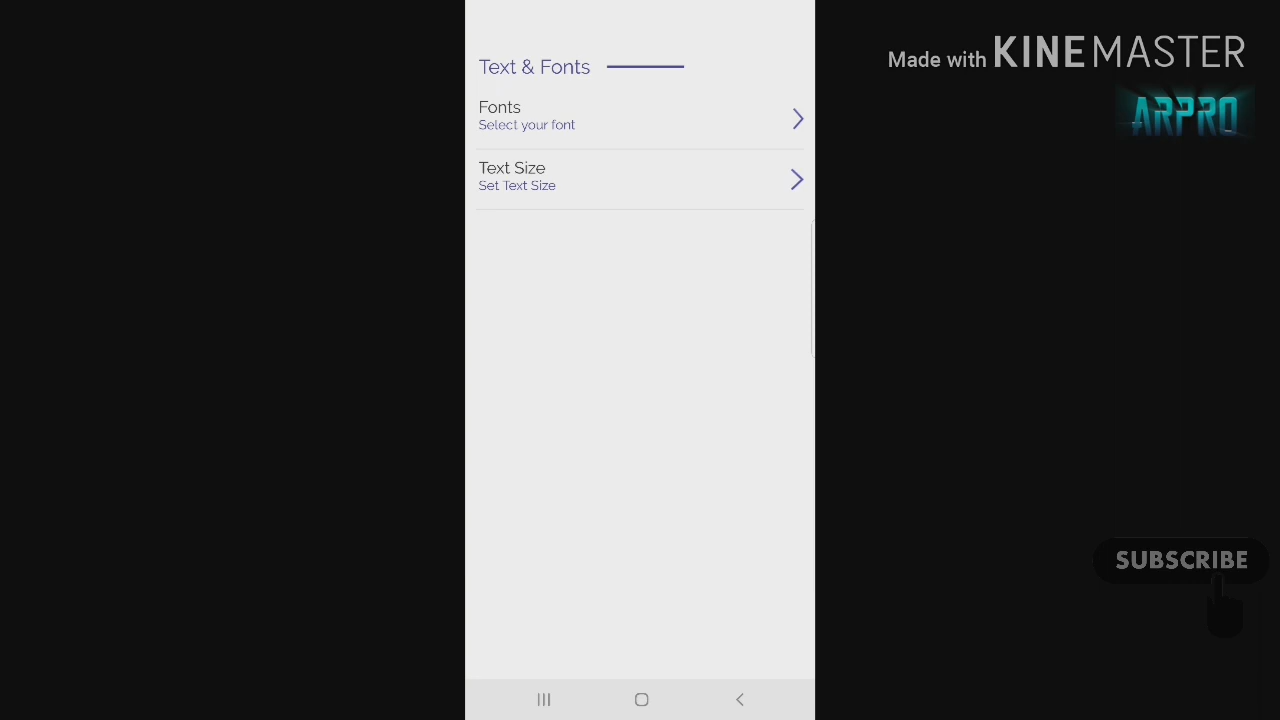 Text & Fonts
Fonts
Select your font
Text Size
Set Text Size
Made with KINEMASTER
ARPRO
SUBSCRIBE